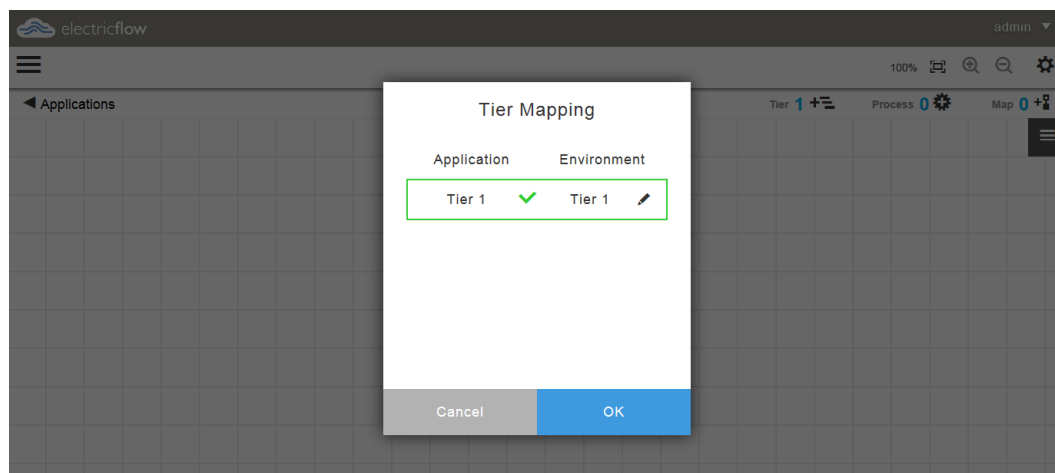 electricflow
admin
100%
Applications
Tier 1
Process 0
Map 0
Tier Mapping
Application Environment
Tier 1 Tier 1
Cancel OK